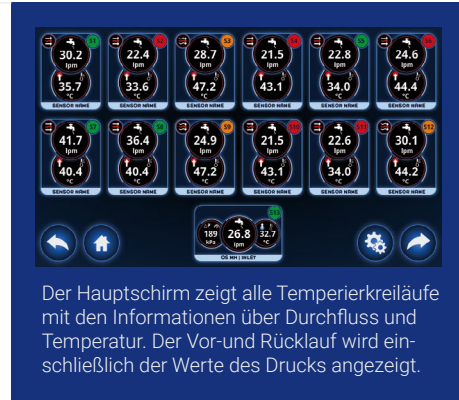 S1 S2 S3 S4 S5 S6
30.2 22.4 28.7 21.5 22.8 24.6
lpm lpm lpm lpm lpm lpm
35.7 33.6 47.2 43.1 34.0 44.4
°C °C °C °C °C °C
SENSOR NAME SENSOR NAME SENSOR NAME SENSOR NAME SENSOR NAME SENSOR NAME
S7 S8 S9 S10 S11 S12
41.7 36.4 24.9 21.5 22.6 30.1
lpm lpm lpm lpm lpm lpm
40.4 40.4 47.2 43.1 34.0 44.2
°C °C °C °C °C °C
SENSOR NAME SENSOR NAME SENSOR NAME SENSOR NAME SENSOR NAME SENSOR NAME
S13
189 26.8 32.7
kPa lpm °C
INLET
Der Hauptschirm zeigt alle Temperierkreiläufe
mit den Informationen über Durchfluss und
Temperatur. Der Vor-und Rücklauf wird ein-
schließlich der Werte des Drucks angezeigt.